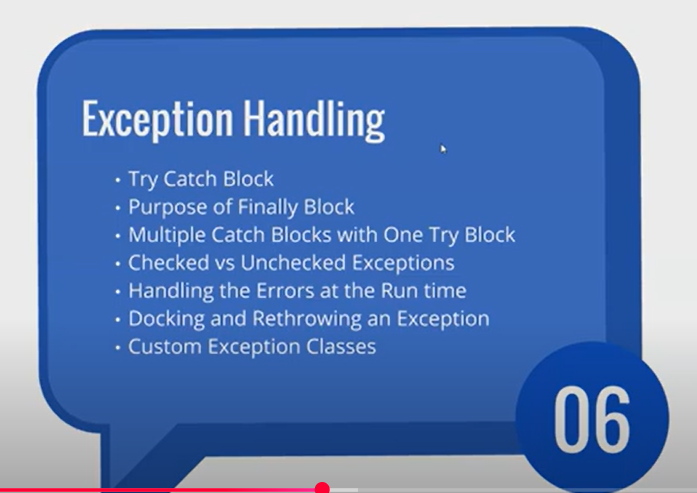 Exception Handling
• Try Catch Block
• Purpose of Finally Block
• Multiple Catch Blocks with One Try Block
• Checked vs Unchecked Exceptions
• Handling the Errors at the Run time
• Docking and Rethrowing an Exception
• Custom Exception Classes
06